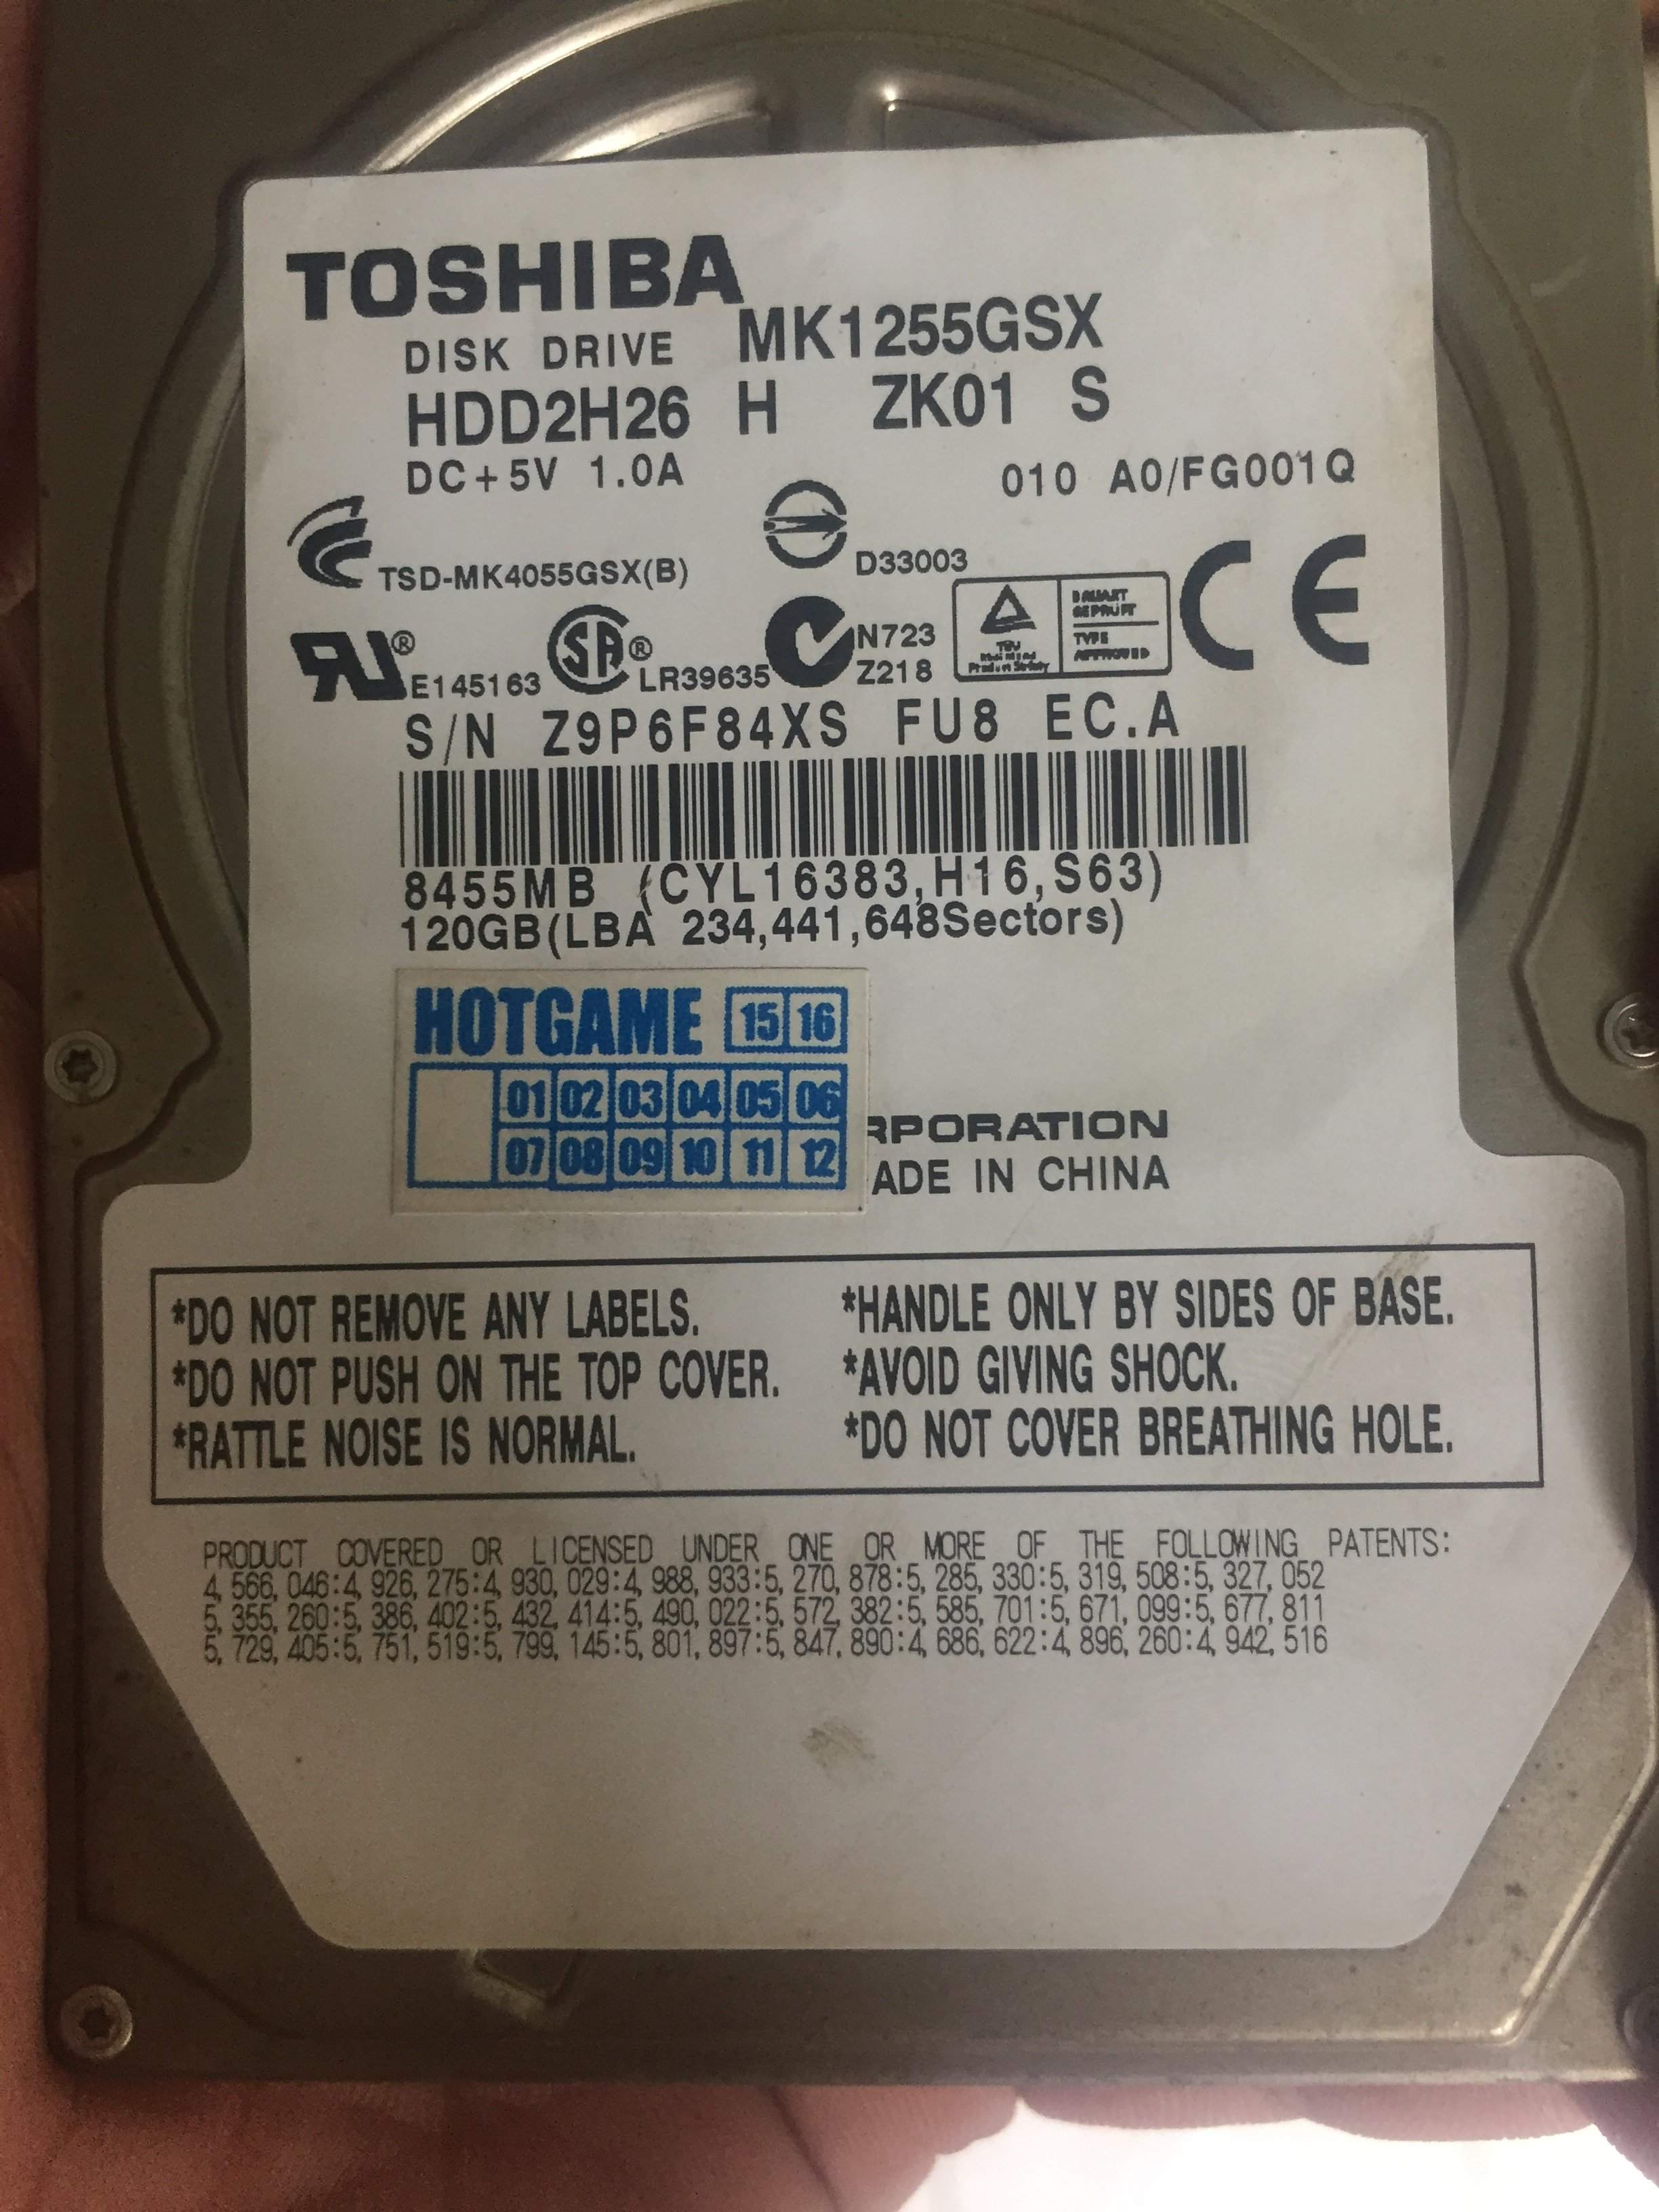 TOSHIBA
DISK DRIVE MK1255GSX
HDD2H26 H ZK01 S
DC+5V 1.0A 010 A0/FG001Q
TSD-MK4055GSX(B) D33003
CE
E145163 LR39635 N723
Z218
BAUART
GEPRÜFT
TYPE
APPROVED
TÜV
Product Safety
S/N Z9P6F84XS FU8 EC.A
8455MB (CYL16383,H16,S63)
120GB(LBA 234,441,648Sectors)
HOTGAME 15 16
01 02 03 04 05 06
07 08 09 10 11 12
RPORATION
ADE IN CHINA
*DO NOT REMOVE ANY LABELS. *HANDLE ONLY BY SIDES OF BASE.
*DO NOT PUSH ON THE TOP COVER. *AVOID GIVING SHOCK.
*RATTLE NOISE IS NORMAL. *DO NOT COVER BREATHING HOLE.
PRODUCT COVERED OR LICENSED UNDER ONE OR MORE OF THE FOLLOWING PATENTS:
4,566,046:4,926,275:4,930,029:4,988,933:5,270,878:5,285,330:5,319,508:5,327,052
5,355,260:5,386,402:5,432,414:5,490,022:5,572,382:5,585,701:5,671,099:5,677,811
5,729,405:5,751,519:5,799,145:5,801,897:5,847,890:4,686,622:4,896,260:4,942,516